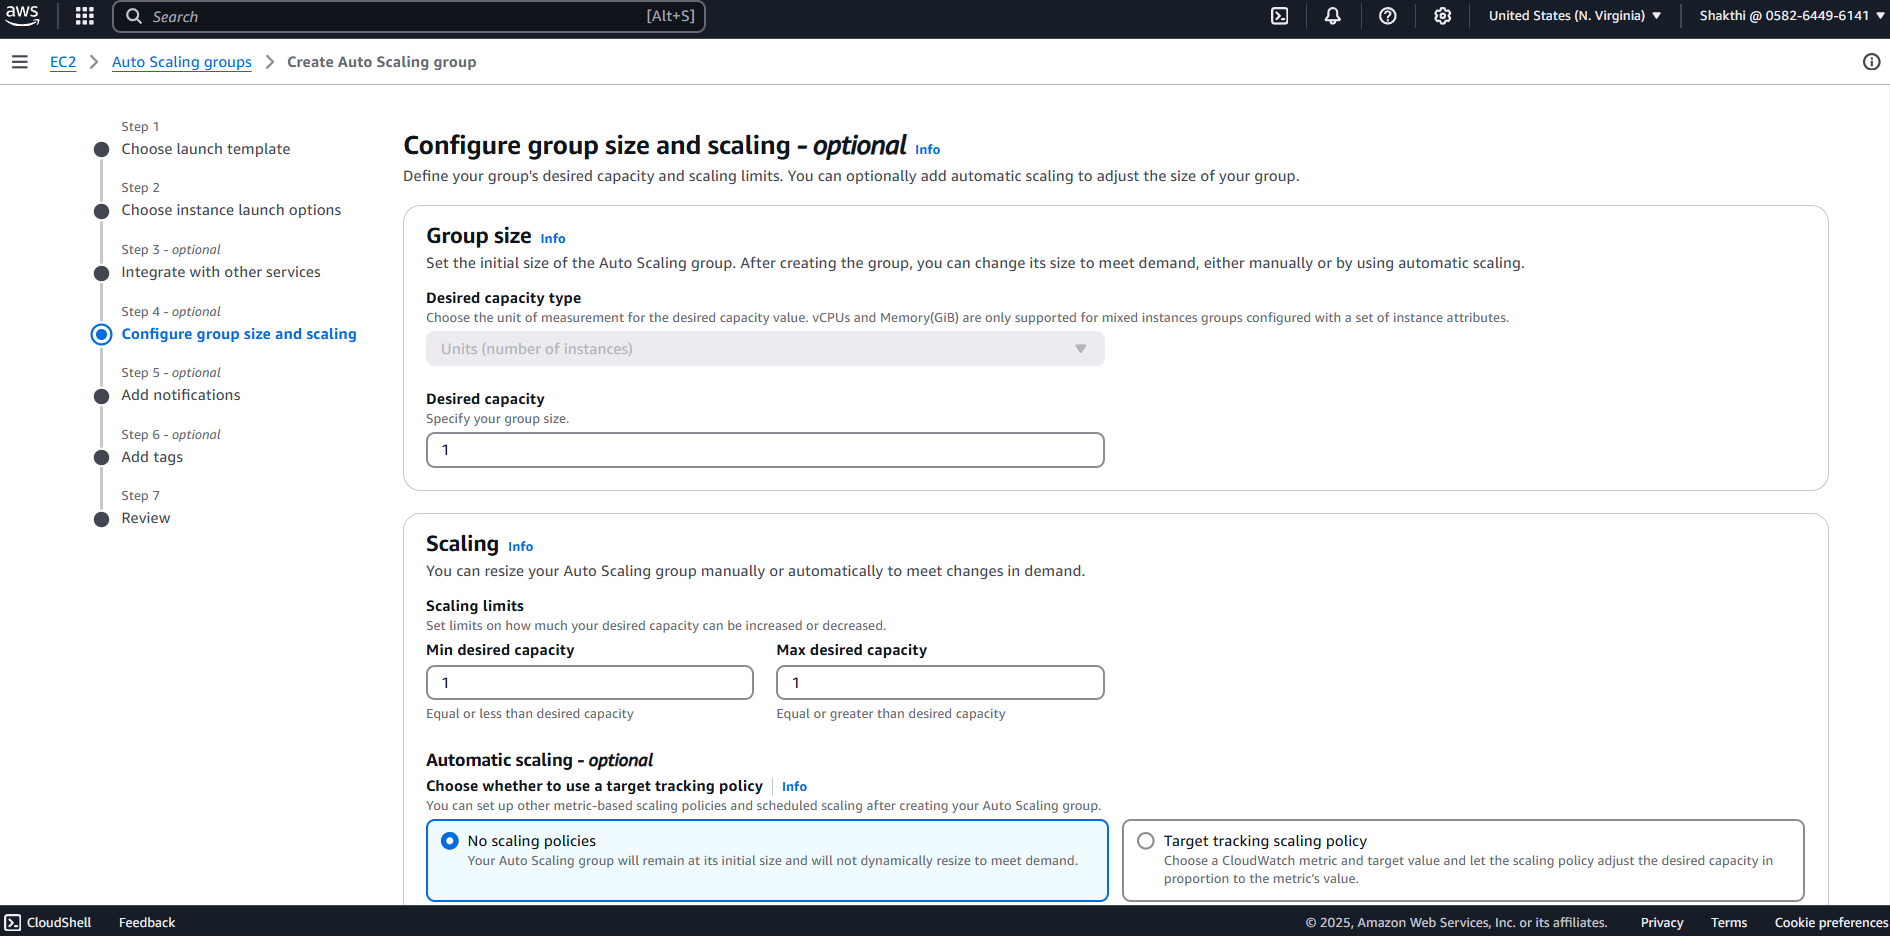 aws
Search [Alt+S]
United States (N. Virginia) Shakthi @ 0582-6449-6141
EC2 Auto Scaling groups Create Auto Scaling group
Step 1
Choose launch template
Step 2
Choose instance launch options
Step 3 - optional
Integrate with other services
Step 4 - optional
Configure group size and scaling
Step 5 - optional
Add notifications
Step 6 - optional
Add tags
Step 7
Review
Configure group size and scaling - optional Info
Define your group's desired capacity and scaling limits. You can optionally add automatic scaling to adjust the size of your group.
Group size Info
Set the initial size of the Auto Scaling group. After creating the group, you can change its size to meet demand, either manually or by using automatic scaling.
Desired capacity type
Choose the unit of measurement for the desired capacity value. vCPUs and Memory(GiB) are only supported for mixed instances groups configured with a set of instance attributes.
Units (number of instances)
Desired capacity
Specify your group size.
1
Scaling Info
You can resize your Auto Scaling group manually or automatically to meet changes in demand.
Scaling limits
Set limits on how much your desired capacity can be increased or decreased.
Min desired capacity Max desired capacity
1 1
Equal or less than desired capacity Equal or greater than desired capacity
Automatic scaling - optional
Choose whether to use a target tracking policy Info
You can set up other metric-based scaling policies and scheduled scaling after creating your Auto Scaling group.
No scaling policies
Your Auto Scaling group will remain at its initial size and will not dynamically resize to meet demand.
Target tracking scaling policy
Choose a CloudWatch metric and target value and let the scaling policy adjust the desired capacity in
proportion to the metric's value.
CloudShell Feedback © 2025, Amazon Web Services, Inc. or its affiliates. Privacy Terms Cookie preferences